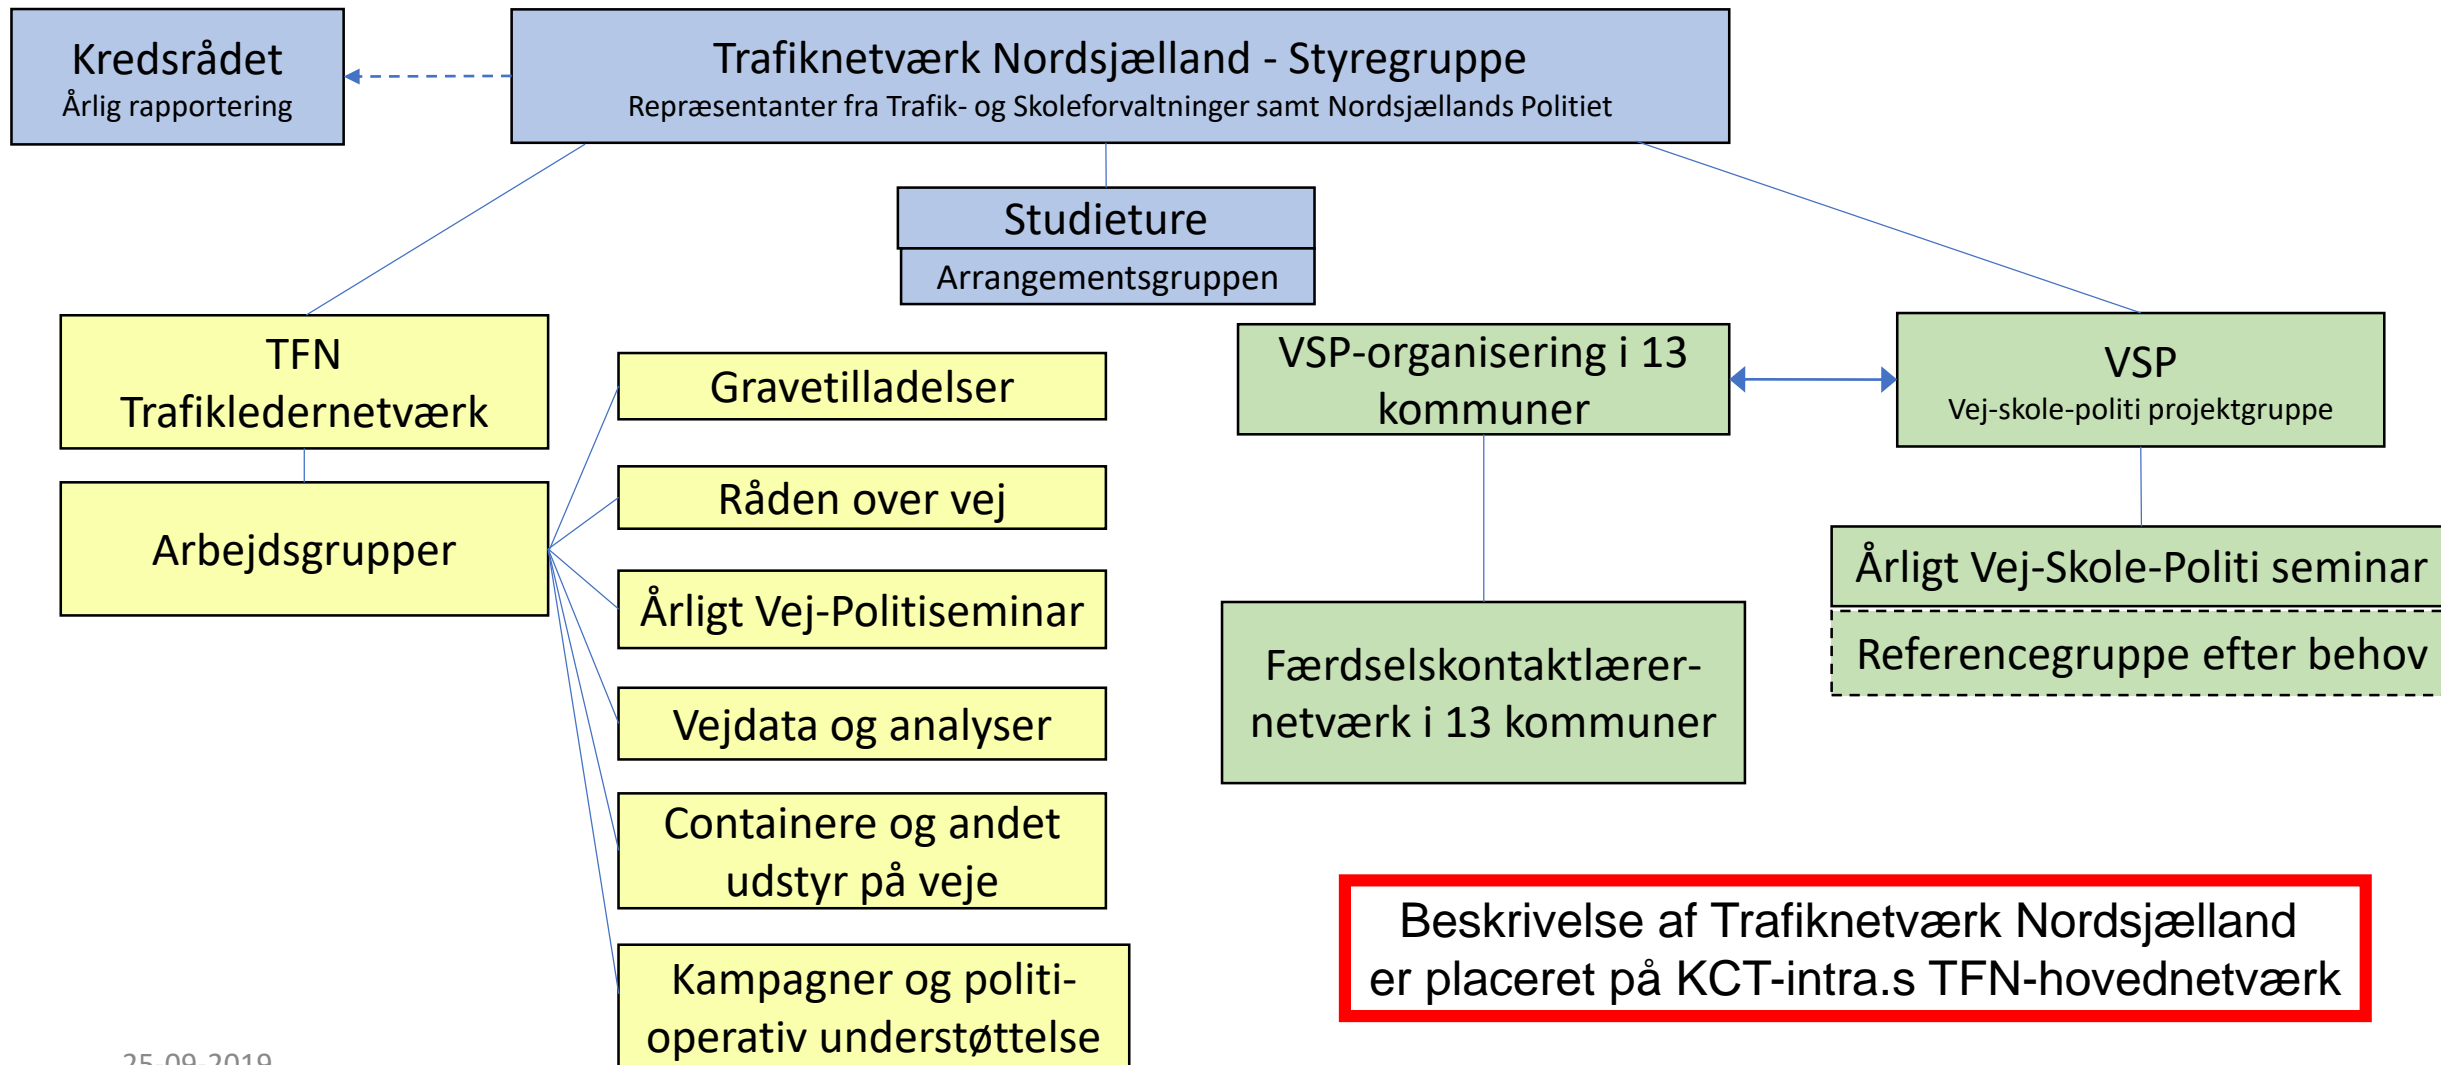 Kredsrådet
Årlig rapportering
Trafiknetværk Nordsjælland - Styregruppe
Repræsentanter fra Trafik- og Skoleforvaltninger samt Nordsjællands Politiet
Studieture
Arrangementsgruppen
TFN
Trafikledernetværk
Arbejdsgrupper
Gravetilladelser
Råden over vej
Årligt Vej-Politiseminar
Vejdata og analyser
Containere og andet
udstyr på veje
Kampagner og politi-
operativ understøttelse
VSP-organisering i 13
kommuner
Færdselskontaktlærer-
netværk i 13 kommuner
VSP
Vej-skole-politi projektgruppe
Årligt Vej-Skole-Politi seminar
Referencegruppe efter behov
Beskrivelse af Trafiknetværk Nordsjælland
er placeret på KCT-intra.s TFN-hovednetværk
25-09-2019